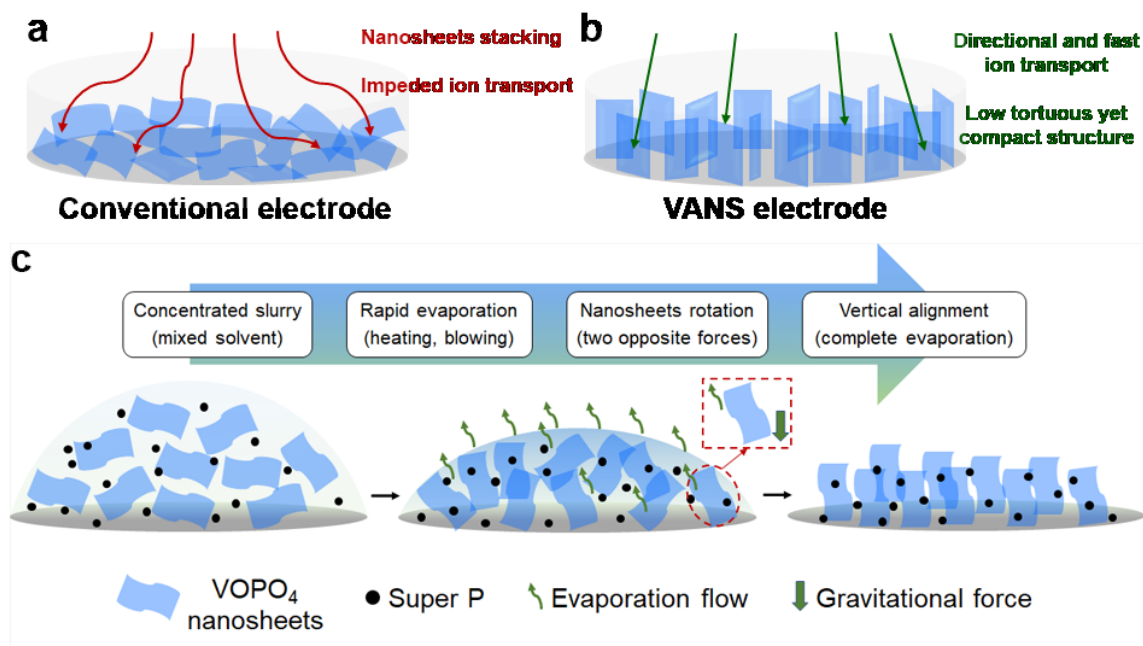 a
Nanosheets stacking
Impeded ion transport
Conventional electrode
b
Directional and fast
ion transport
Low tortuous yet
compact structure
VANS electrode
c
Concentrated slurry
(mixed solvent)
Rapid evaporation
(heating, blowing)
Nanosheets rotation
(two opposite forces)
Vertical alignment
(complete evaporation)
VOPO₄
nanosheets
Super P
Evaporation flow
Gravitational force